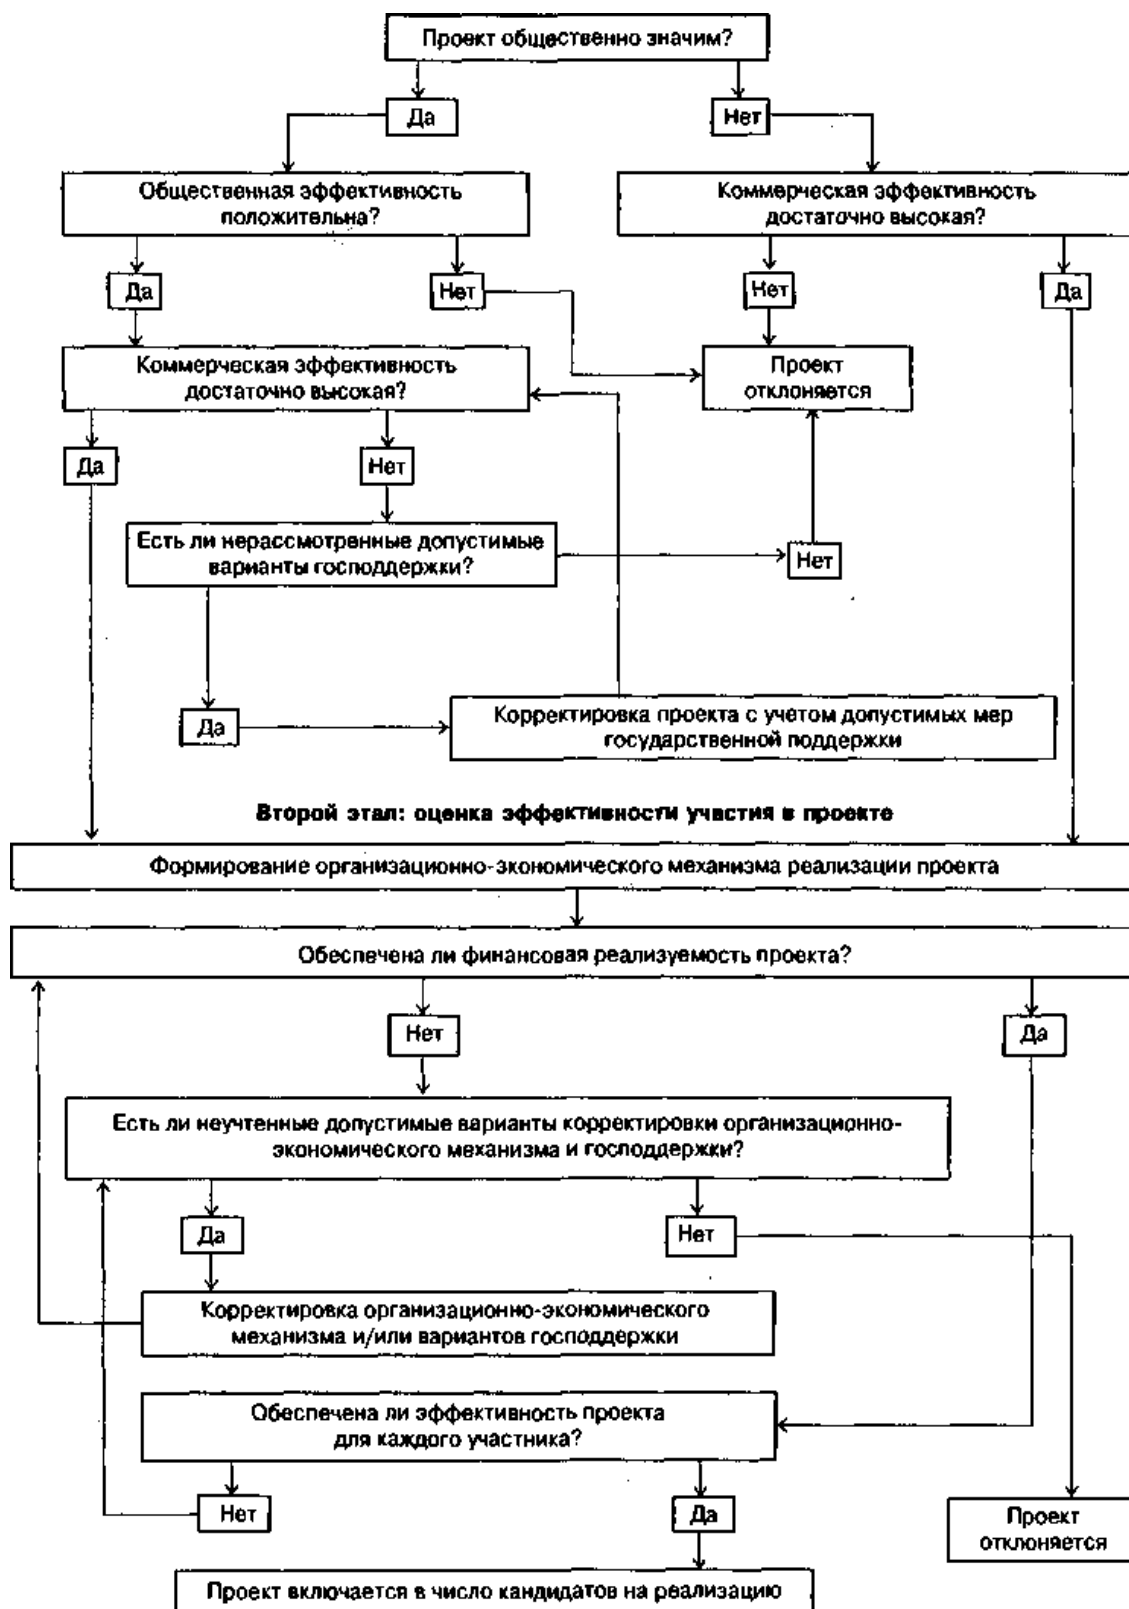 Проект общественно значим?
Да
Нет
Общественная эффективность
положительна?
Коммерческая эффективность
достаточно высокая?
Да
Нет
Нет
Да
Коммерческая эффективность
достаточно высокая?
Проект
отклоняется
Да
Нет
Есть ли нерассмотренные допустимые
варианты господдержки?
Нет
Да
Корректировка проекта с учетом допустимых мер
государственной поддержки
Второй этап: оценка эффективности участия в проекте
Формирование организационно-экономического механизма реализации проекта
Обеспечена ли финансовая реализуемость проекта?
Нет
Да
Есть ли неучтенные допустимые варианты корректировки организационно-
экономического механизма и господдержки?
Да
Нет
Корректировка организационно-экономического
механизма и/или вариантов господдержки
Обеспечена ли эффективность проекта
для каждого участника?
Нет
Да
Проект
отклоняется
Проект включается в число кандидатов на реализацию